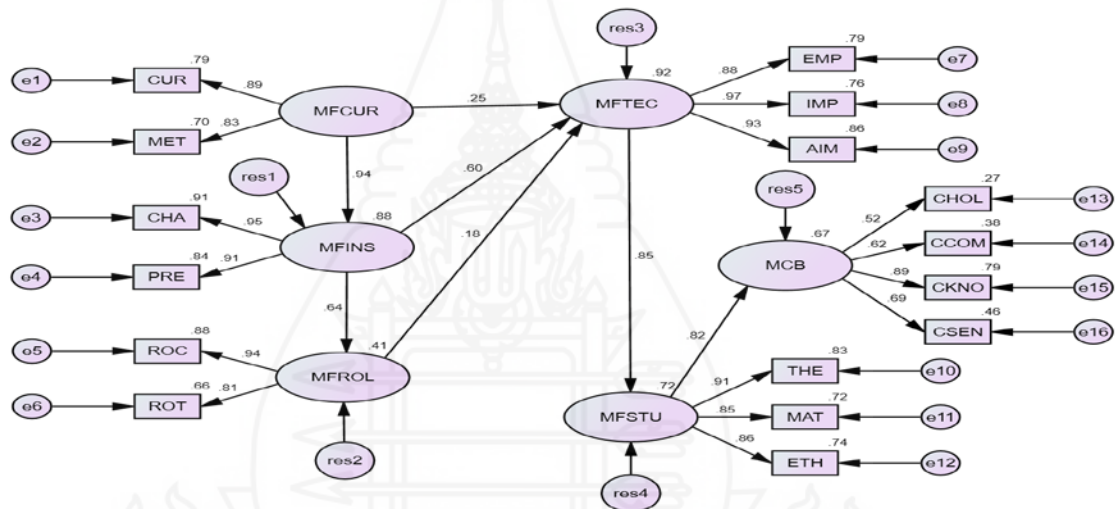 res3
.79
.79
.92
e1
CUR
EMP
e7
.89
.88
MFCUR
.25
MFTEC
.76
.97
IMP
e8
.70
.83
e2
MET
.93
.86
AIM
e9
res1
.94
.60
res5
.27
.91
CHOL
e13
e3
CHA
.95
.88
.52
.38
.18
.67
.62
CCOM
e14
MFINS
.85
MCB
.84
.91
.89
.79
e4
PRE
CKNO
e15
.69
.46
.64
CSEN
e16
.88
.82
.83
e5
ROC
.94
.41
THE
e10
.91
.66
MFROL
.72
.72
.81
MFSTU
.85
MAT
e11
e6
ROT
.86
.74
res2
ETH
e12
res4